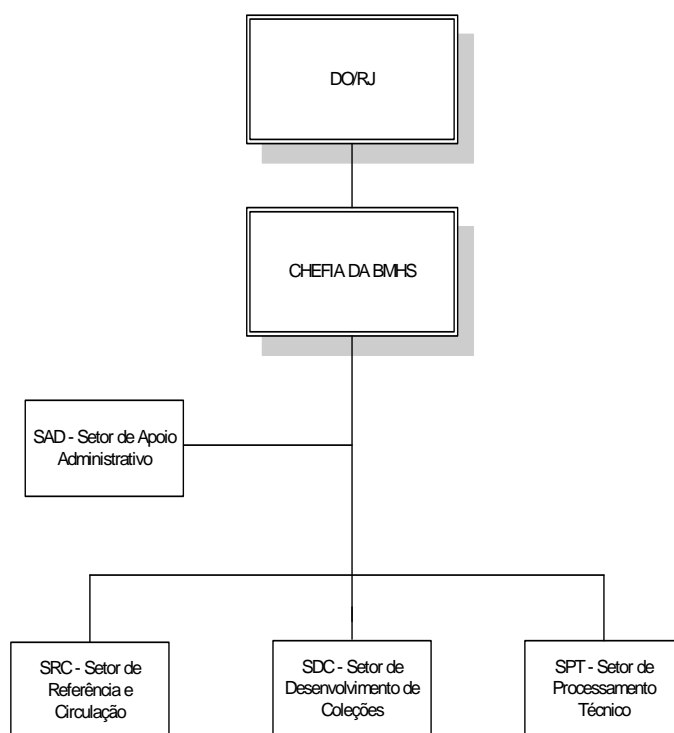 DO/RJ
CHEFIA DA BMHS
SAD - Setor de Apoio
Administrativo
SRC - Setor de
Referência e
Circulação
SDC - Setor de
Desenvolvimento de
Coleções
SPT - Setor de
Processamento
Técnico